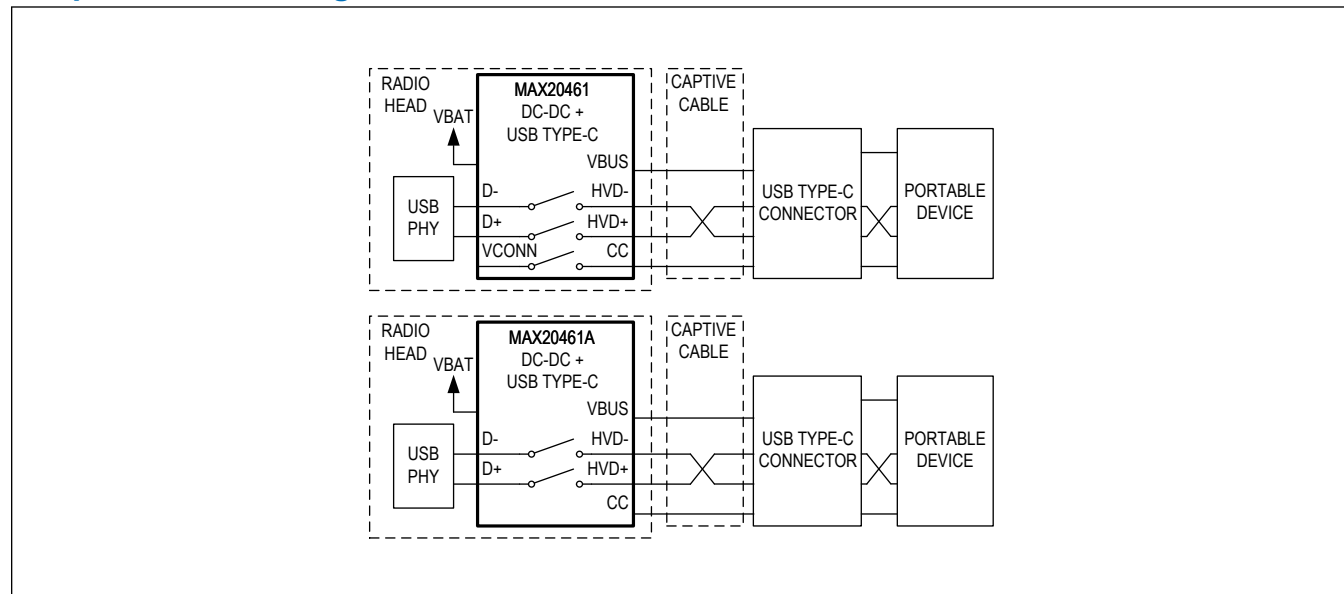 RADIO
HEAD
VBAT
MAX20461
DC-DC +
USB TYPE-C
CAPTIVE
CABLE
VBUS
USB
PHY
D-
HVD-
D+
HVD+
VCONN
CC
USB TYPE-C
CONNECTOR
PORTABLE
DEVICE
RADIO
HEAD
VBAT
MAX20461A
DC-DC +
USB TYPE-C
CAPTIVE
CABLE
VBUS
USB
PHY
D-
HVD-
D+
HVD+
CC
USB TYPE-C
CONNECTOR
PORTABLE
DEVICE